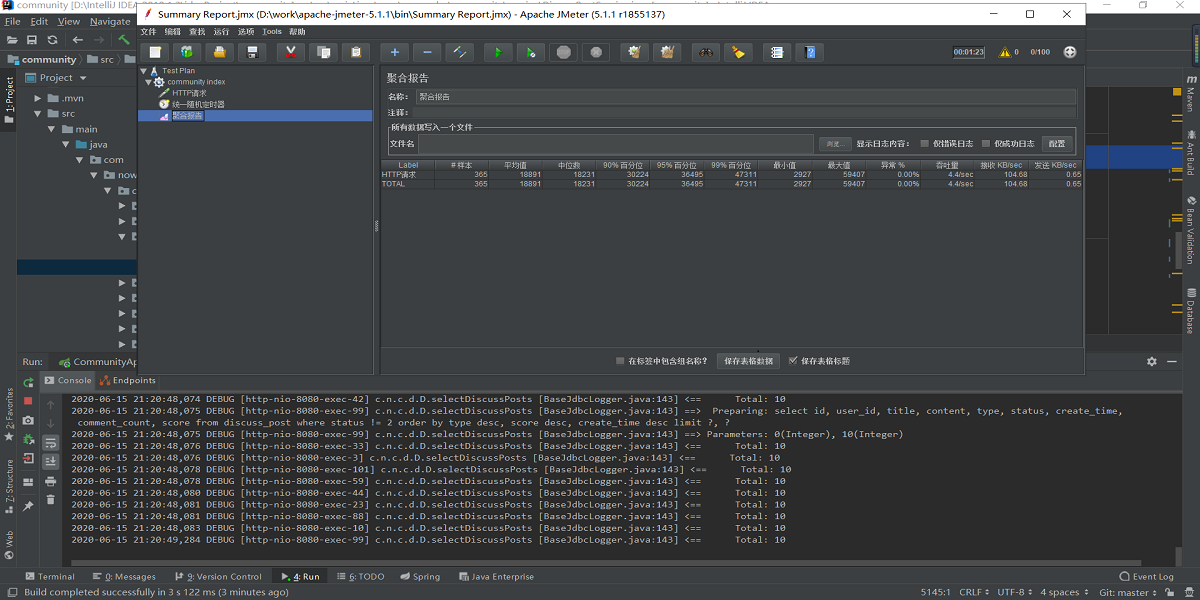 Summary Report.jmx (D:\work\apache-jmeter-5.1.1\bin\Summary Report.jmx) - Apache JMeter (5.1.1 r1855137)
File Edit View Navigate
文件 编辑 查找 运行 选项 Tools 帮助
00:01:23 0 0/100
community src
Project
.mvn
src
main
java
com
now
Test Plan
community index
HTTP请求
统一随机定时器
聚合报告
聚合报告
名称: 聚合报告
注释:
所有数据写入一个文件
文件名 浏览... 显示日志内容: 仅错误日志 仅成功日志 配置
Label # 样本 平均值 中位数 90% 百分位 95% 百分位 99% 百分位 最小值 最大值 异常 % 吞吐量 接收 KB/sec 发送 KB/sec
HTTP请求 365 18891 18231 30224 36495 47311 2927 59407 0.00% 4.4/sec 104.68 0.65
TOTAL 365 18891 18231 30224 36495 47311 2927 59407 0.00% 4.4/sec 104.68 0.65
在标签中包含组名称? 保存表格数据 保存表格标题
1: Project
2: Favorites
7: Structure
Web
Maven
Ant Build
Bean Validation
Database
Run: CommunityAp
Console Endpoints
2020-06-15 21:20:48,074 DEBUG [http-nio-8080-exec-42] c.n.c.d.D.selectDiscussPosts [BaseJdbcLogger.java:143] <== Total: 10
2020-06-15 21:20:48,075 DEBUG [http-nio-8080-exec-99] c.n.c.d.D.selectDiscussPosts [BaseJdbcLogger.java:143] ==> Preparing: select id, user_id, title, content, type, status, create_time,
comment_count, score from discuss_post where status != 2 order by type desc, score desc, create_time desc limit ?, ?
2020-06-15 21:20:48,075 DEBUG [http-nio-8080-exec-99] c.n.c.d.D.selectDiscussPosts [BaseJdbcLogger.java:143] ==> Parameters: 0(Integer), 10(Integer)
2020-06-15 21:20:48,076 DEBUG [http-nio-8080-exec-33] c.n.c.d.D.selectDiscussPosts [BaseJdbcLogger.java:143] <== Total: 10
2020-06-15 21:20:48,076 DEBUG [http-nio-8080-exec-3] c.n.c.d.D.selectDiscussPosts [BaseJdbcLogger.java:143] <== Total: 10
2020-06-15 21:20:48,078 DEBUG [http-nio-8080-exec-101] c.n.c.d.D.selectDiscussPosts [BaseJdbcLogger.java:143] <== Total: 10
2020-06-15 21:20:48,078 DEBUG [http-nio-8080-exec-59] c.n.c.d.D.selectDiscussPosts [BaseJdbcLogger.java:143] <== Total: 10
2020-06-15 21:20:48,080 DEBUG [http-nio-8080-exec-44] c.n.c.d.D.selectDiscussPosts [BaseJdbcLogger.java:143] <== Total: 10
2020-06-15 21:20:48,081 DEBUG [http-nio-8080-exec-23] c.n.c.d.D.selectDiscussPosts [BaseJdbcLogger.java:143] <== Total: 10
2020-06-15 21:20:48,081 DEBUG [http-nio-8080-exec-88] c.n.c.d.D.selectDiscussPosts [BaseJdbcLogger.java:143] <== Total: 10
2020-06-15 21:20:48,083 DEBUG [http-nio-8080-exec-10] c.n.c.d.D.selectDiscussPosts [BaseJdbcLogger.java:143] <== Total: 10
2020-06-15 21:20:49,284 DEBUG [http-nio-8080-exec-99] c.n.c.d.D.selectDiscussPosts [BaseJdbcLogger.java:143] <== Total: 10
Terminal 0: Messages 9: Version Control 4: Run 6: TODO Spring Java Enterprise Event Log
Build completed successfully in 3 s 122 ms (3 minutes ago) 5145:1 CRLF UTF-8 4 spaces Git: master